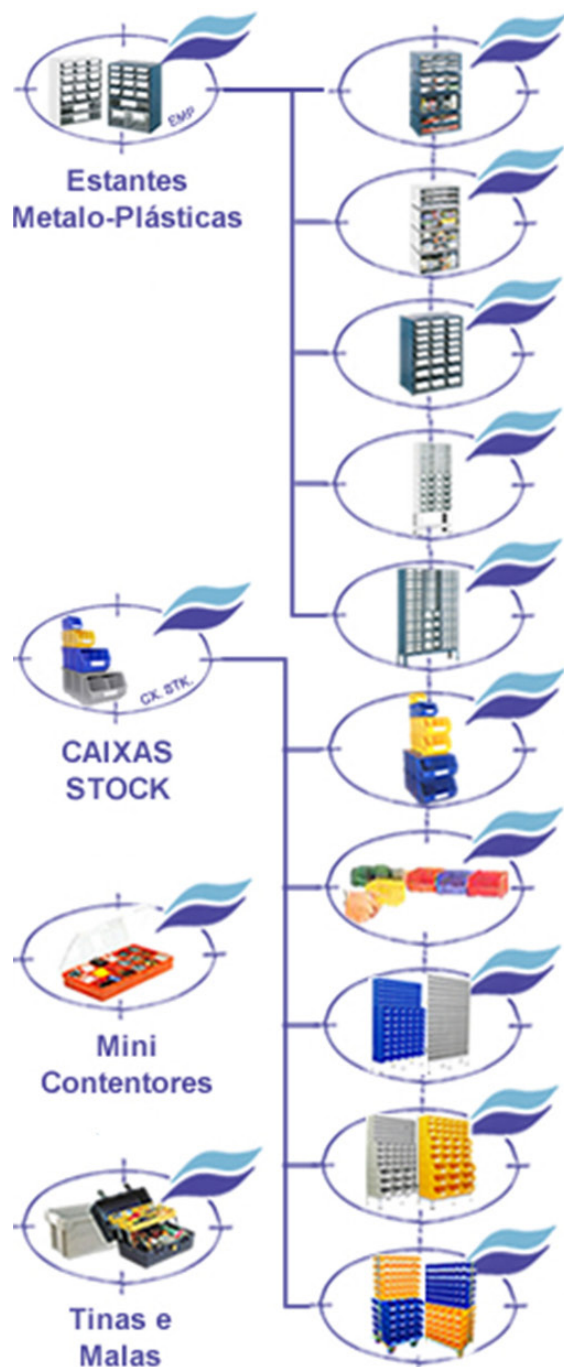 EMP
Estantes
Metalo-Plásticas
CX. STK.
CAIXAS
STOCK
Mini
Contentores
Tinas e
Malas